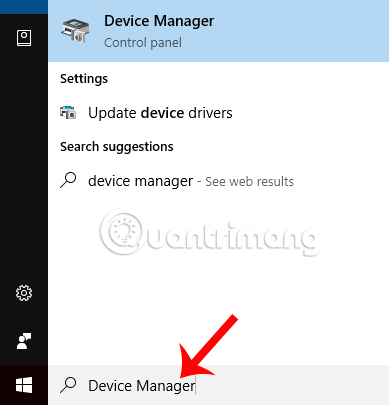 Device Manager
Control panel
Settings
Update device drivers
Search suggestions
device manager - See web results
Quantrimang
Device Manager